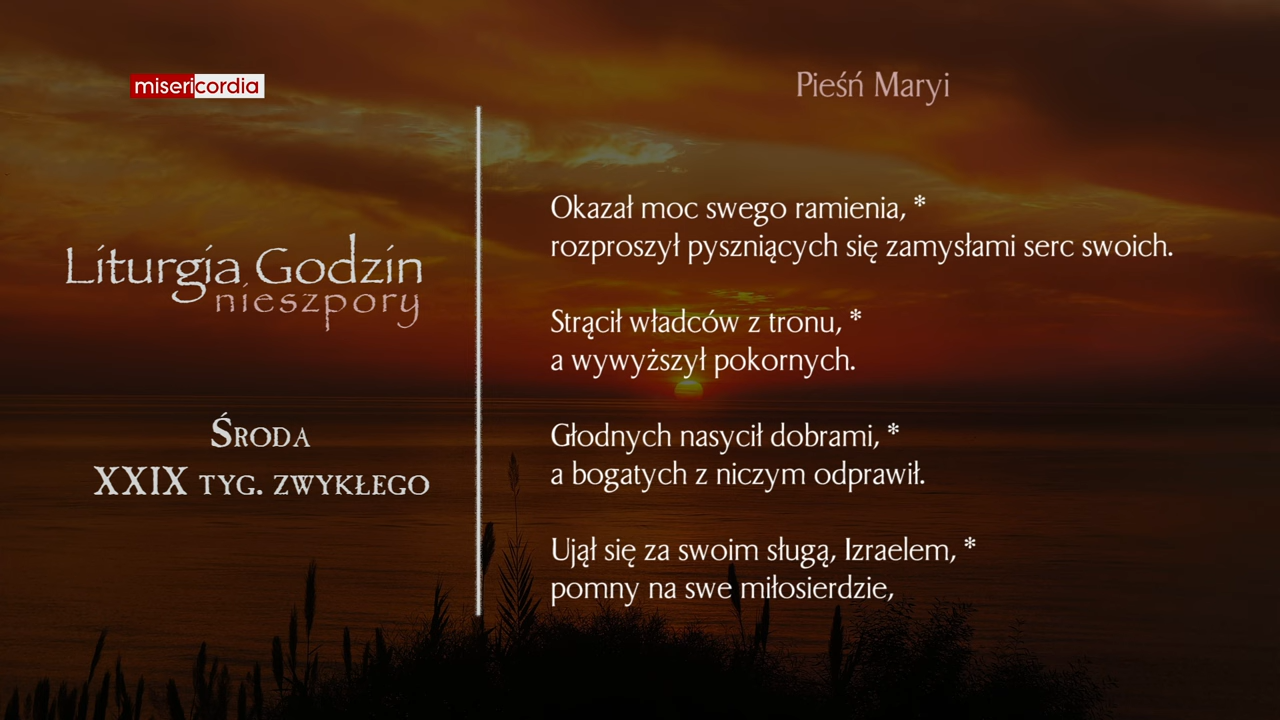 misericordia
Liturgia Godzin
nieszpory
Środa
XXIX tyg. zwykłego
Pieśń Maryi
Okazał moc swego ramienia, *
rozproszył pyszniących się zamysłami serc swoich.
Strącił władców z tronu, *
a wywyższył pokornych.
Głodnych nasycił dobrami, *
a bogatych z niczym odprawił.
Ujął się za swoim sługą, Izraelem, *
pomny na swe miłosierdzie,